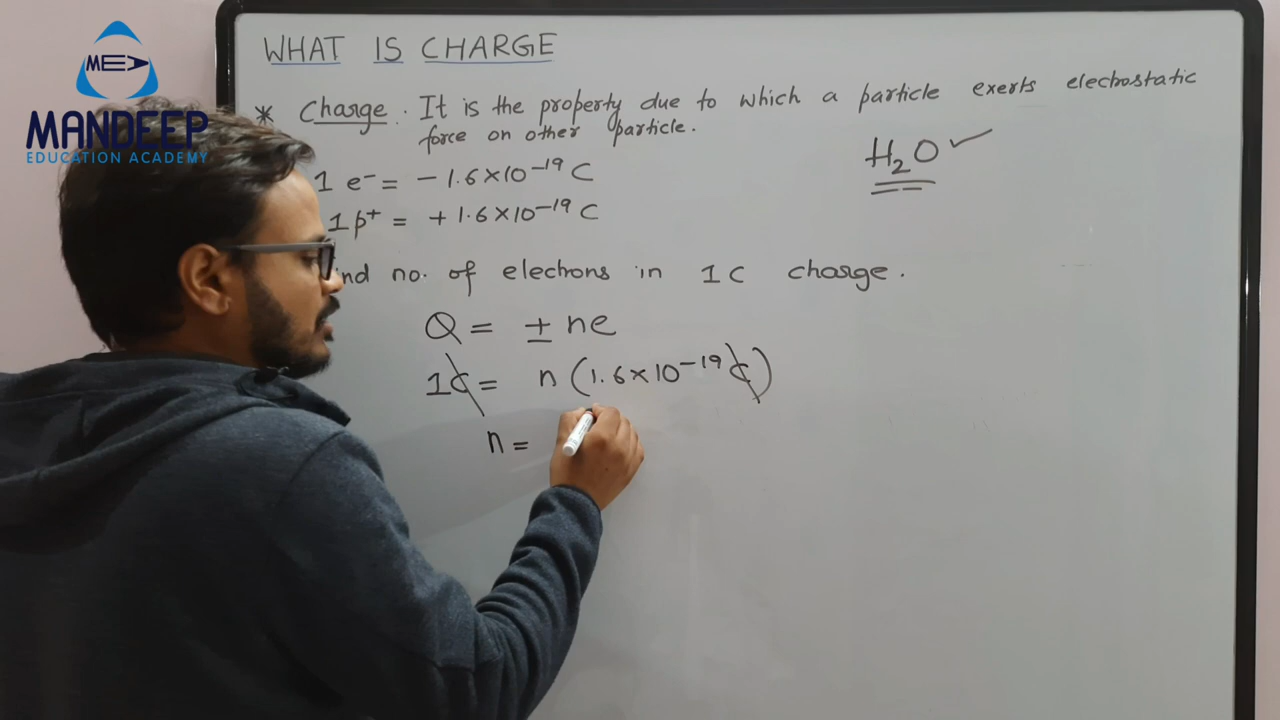 MEA
MANDEEP
EDUCATION ACADEMY
WHAT IS CHARGE
* Charge . It is the property due to which a particle exerts electrostatic
force on other particle.
H₂O ✓
1 e⁻ = - 1.6×10⁻¹⁹ C
1 p⁺ = + 1.6×10⁻¹⁹ C
nd no. of electrons in 1 C charge.
Q = ± ne
1C = n (1.6×10⁻¹⁹ C)
n =